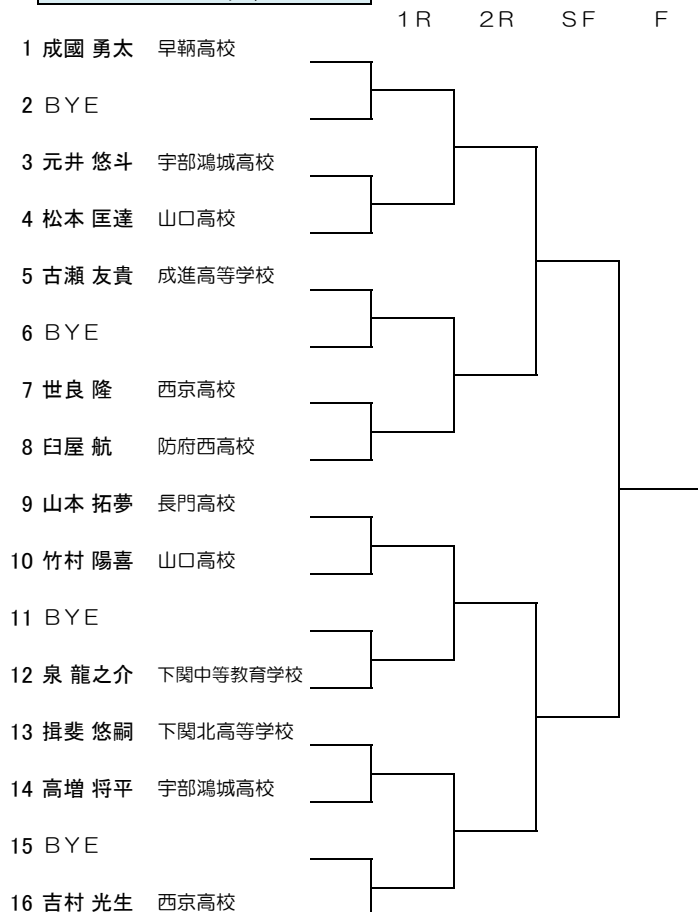 １Ｒ ２Ｒ ＳＦ Ｆ
1 成國 勇太 早鞆高校
2 ＢＹＥ
3 元井 悠斗 宇部鴻城高校
4 松本 匡達 山口高校
5 古瀬 友貴 成進高等学校
6 ＢＹＥ
7 世良 隆 西京高校
8 臼屋 航 防府西高校
9 山本 拓夢 長門高校
10 竹村 陽喜 山口高校
11 ＢＹＥ
12 泉 龍之介 下関中等教育学校
13 揖斐 悠嗣 下関北高等学校
14 高増 将平 宇部鴻城高校
15 ＢＹＥ
16 吉村 光生 西京高校